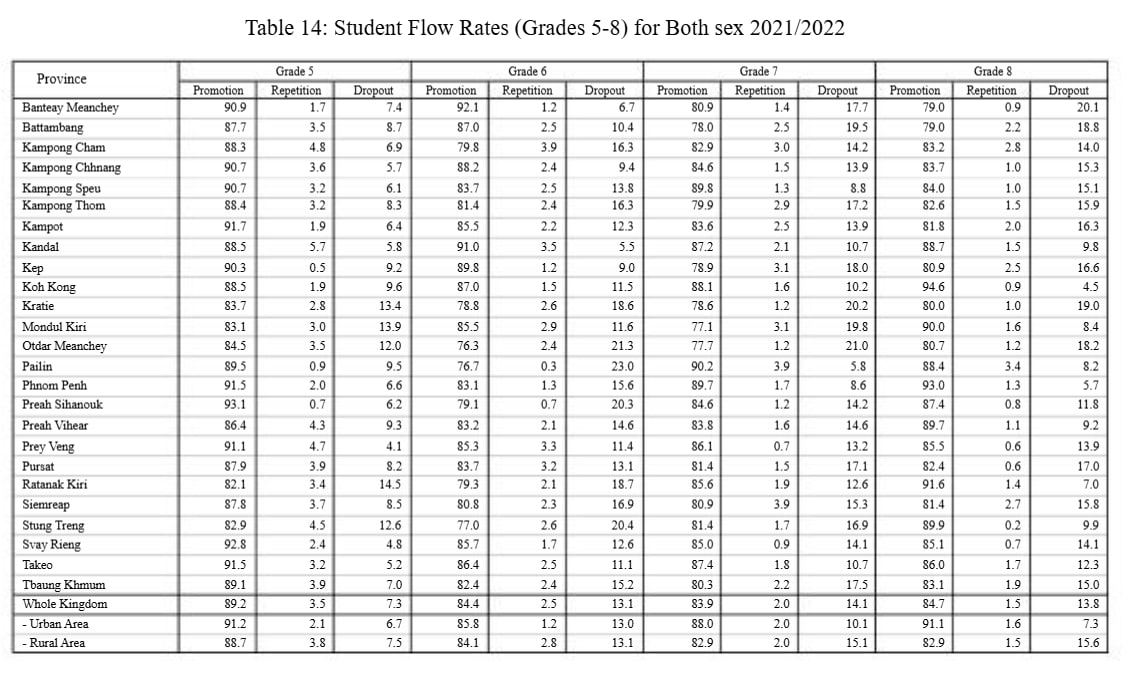 Table 14: Student Flow Rates (Grades 5-8) for Both sex 2021/2022
Province Grade 5 Grade 6 Grade 7 Grade 8
Promotion Repetition Dropout Promotion Repetition Dropout Promotion Repetition Dropout Promotion Repetition Dropout
Banteay Meanchey 90.9 1.7 7.4 92.1 1.2 6.7 80.9 1.4 17.7 79.0 0.9 20.1
Battambang 87.7 3.5 8.7 87.0 2.5 10.4 78.0 2.5 19.5 79.0 2.2 18.8
Kampong Cham 88.3 4.8 6.9 79.8 3.9 16.3 82.9 3.0 14.2 83.2 2.8 14.0
Kampong Chhnang 90.7 3.6 5.7 88.2 2.4 9.4 84.6 1.5 13.9 83.7 1.0 15.3
Kampong Speu 90.7 3.2 6.1 83.7 2.5 13.8 89.8 1.3 8.8 84.0 1.0 15.1
Kampong Thom 88.4 3.2 8.3 81.4 2.4 16.3 79.9 2.9 17.2 82.6 1.5 15.9
Kampot 91.7 1.9 6.4 85.5 2.2 12.3 83.6 2.5 13.9 81.8 2.0 16.3
Kandal 88.5 5.7 5.8 91.0 3.5 5.5 87.2 2.1 10.7 88.7 1.5 9.8
Kep 90.3 0.5 9.2 89.8 1.2 9.0 78.9 3.1 18.0 80.9 2.5 16.6
Koh Kong 88.5 1.9 9.6 87.0 1.5 11.5 88.1 1.6 10.2 94.6 0.9 4.5
Kratie 83.7 2.8 13.4 78.8 2.6 18.6 78.6 1.2 20.2 80.0 1.0 19.0
Mondul Kiri 83.1 3.0 13.9 85.5 2.9 11.6 77.1 3.1 19.8 90.0 1.6 8.4
Otdar Meanchey 84.5 3.5 12.0 76.3 2.4 21.3 77.7 1.2 21.0 80.7 1.2 18.2
Pailin 89.5 0.9 9.5 76.7 0.3 23.0 90.2 3.9 5.8 88.4 3.4 8.2
Phnom Penh 91.5 2.0 6.6 83.1 1.3 15.6 89.7 1.7 8.6 93.0 1.3 5.7
Preah Sihanouk 93.1 0.7 6.2 79.1 0.7 20.3 84.6 1.2 14.2 87.4 0.8 11.8
Preah Vihear 86.4 4.3 9.3 83.2 2.1 14.6 83.8 1.6 14.6 89.7 1.1 9.2
Prey Veng 91.1 4.7 4.1 85.3 3.3 11.4 86.1 0.7 13.2 85.5 0.6 13.9
Pursat 87.9 3.9 8.2 83.7 3.2 13.1 81.4 1.5 17.1 82.4 0.6 17.0
Ratanak Kiri 82.1 3.4 14.5 79.3 2.1 18.7 85.6 1.9 12.6 91.6 1.4 7.0
Siemreap 87.8 3.7 8.5 80.8 2.3 16.9 80.9 3.9 15.3 81.4 2.7 15.8
Stung Treng 82.9 4.5 12.6 77.0 2.6 20.4 81.4 1.7 16.9 89.9 0.2 9.9
Svay Rieng 92.8 2.4 4.8 85.7 1.7 12.6 85.0 0.9 14.1 85.1 0.7 14.1
Takeo 91.5 3.2 5.2 86.4 2.5 11.1 87.4 1.8 10.7 86.0 1.7 12.3
Tbaung Khmum 89.1 3.9 7.0 82.4 2.4 15.2 80.3 2.2 17.5 83.1 1.9 15.0
Whole Kingdom 89.2 3.5 7.3 84.4 2.5 13.1 83.9 2.0 14.1 84.7 1.5 13.8
- Urban Area 91.2 2.1 6.7 85.8 1.2 13.0 88.0 2.0 10.1 91.1 1.6 7.3
- Rural Area 88.7 3.8 7.5 84.1 2.8 13.1 82.9 2.0 15.1 82.9 1.5 15.6